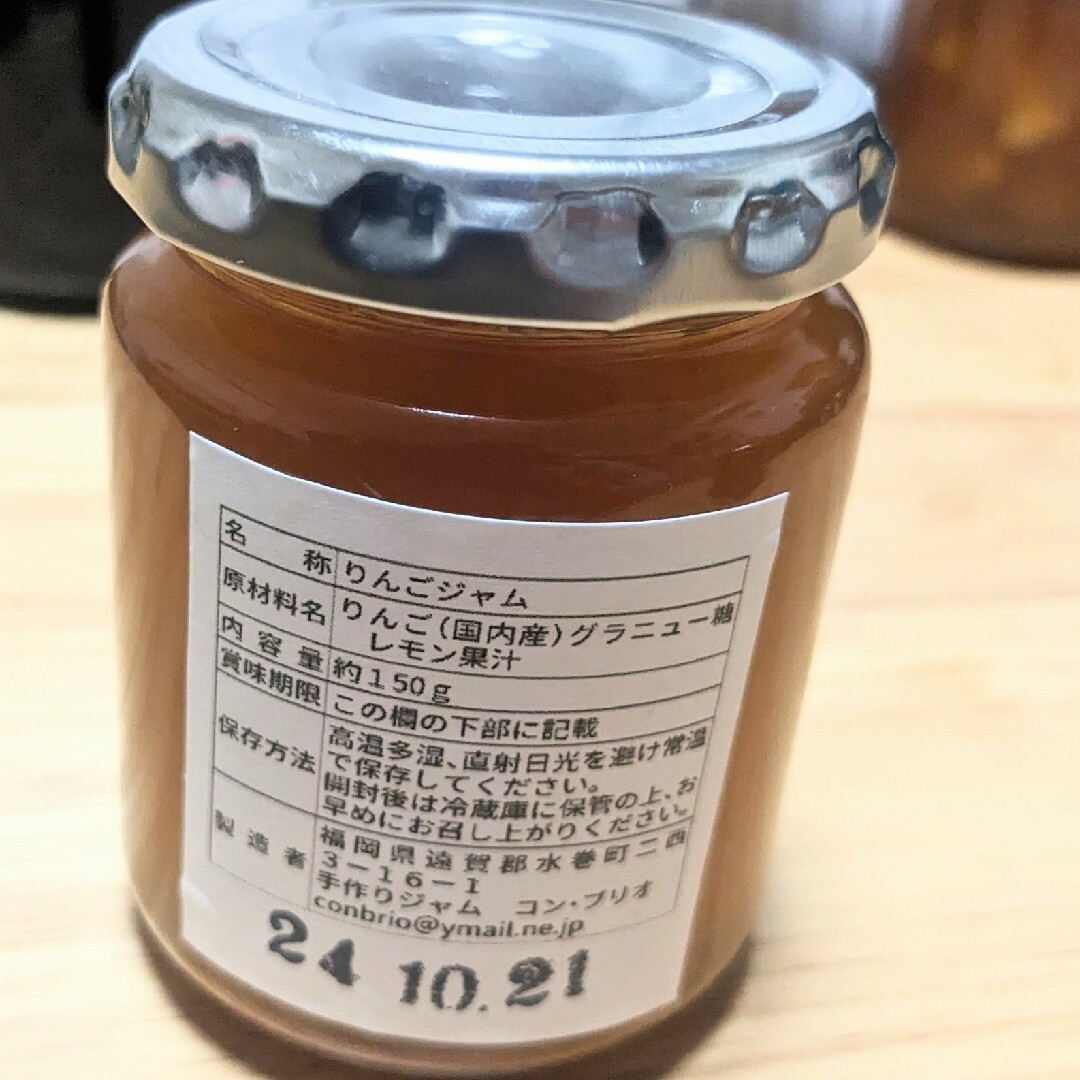 名称 りんごジャム
原材料名 りんご(国内産)グラニュー糖
レモン果汁
内容量 約150g
賞味期限 この欄の下部に記載
保存方法 高温多湿、直射日光を避け常温
で保存してください。
開封後は冷蔵庫に保管の上、お
早めにお召し上がりください。
製造者 福岡県遠賀郡水巻町二西
3－16－1
手作りジャム コン・ブリオ
conbrio@ymail.ne.jp
24 10.21